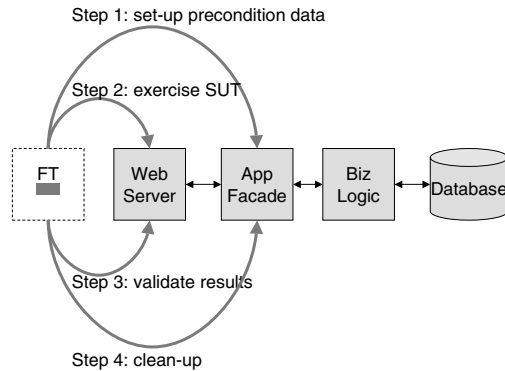 Step 1: set-up precondition data
Step 2: exercise SUT
FT
Web
Server
App
Facade
Biz
Logic
Database
Step 3: validate results
Step 4: clean-up